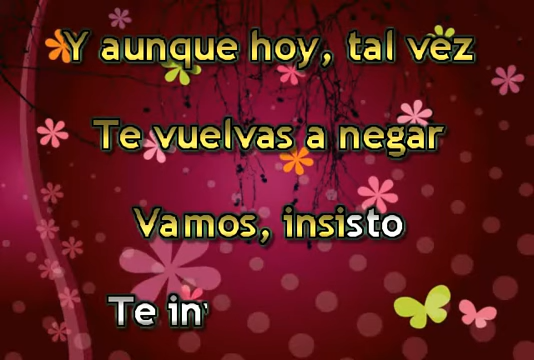 Y aunque hoy, tal vez
Te vuelvas a negar
Vamos, insisto
Te in